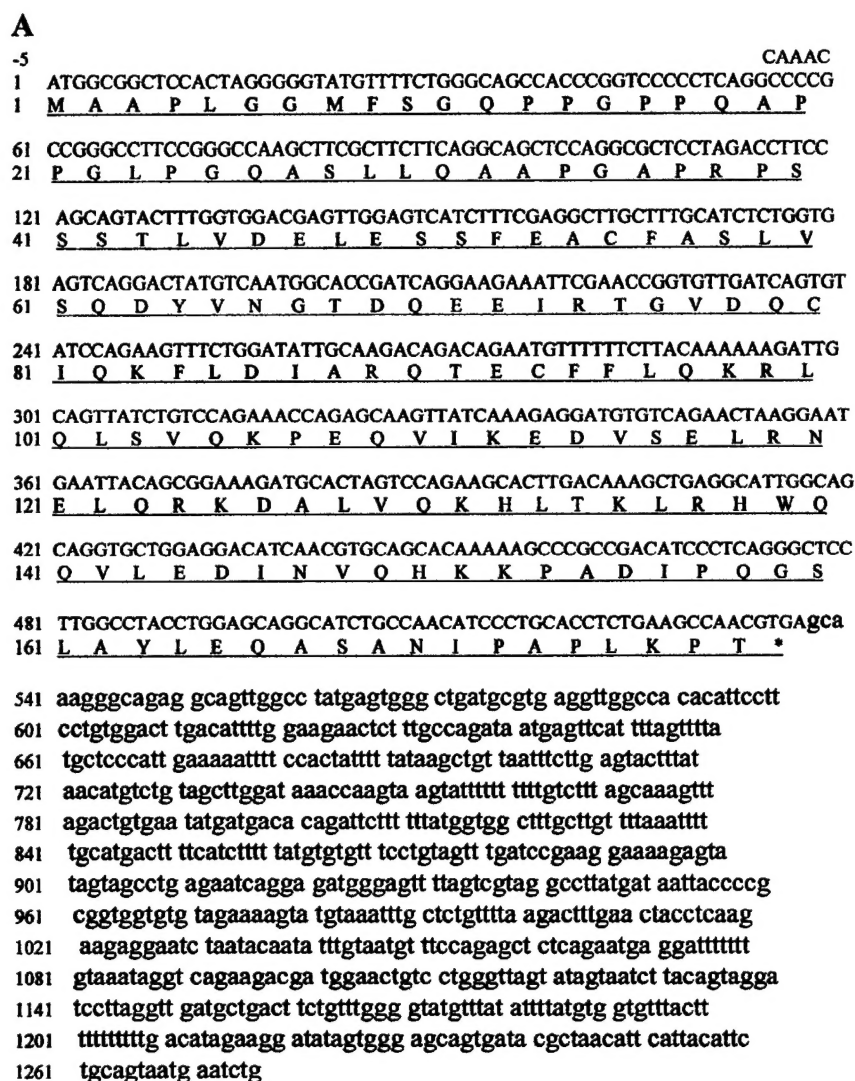 A
-5 CAAAC
1 ATGGCGGCTCCACTAGGGGGTATGTTTTCTGGGCAGCCACCCGGTCCCCCTCAGGCCCCG
1 M A A P L G G M F S G Q P P G P P Q A P
61 CCGGGCCTTCCGGGCCAAGCTTCGCTTCTTCAGGCAGCTCCAGGCGCTCCTAGACCTTCC
21 P G L P G Q A S L L Q A A P G A P R P S
121 AGCAGTACTTTGGTGGACGAGTTGGAGTCATCTTTCGAGGCTTGCTTTGCATCTCTGGTG
41 S S T L V D E L E S S F E A C F A S L V
181 AGTCAGGACTATGTCAATGGCACCGATCAGGAAGAAATTCGAACCGGTGTTGATCAGTGT
61 S Q D Y V N G T D Q E E I R T G V D Q C
241 ATCCAGAAGTTTCTGGATATTGCAAGACAGACAGAATGTTTTTTCTTACAAAAAAGATTG
81 I Q K F L D I A R Q T E C F F L Q K R L
301 CAGTTATCTGTCCAGAAACCAGAGCAAGTTATCAAAGAGGATGTGTCAGAACTAAGGAAT
101 Q L S V Q K P E Q V I K E D V S E L R N
361 GAATTACAGCGGAAAGATGCACTAGTCCAGAAGCACTTGACAAAGCTGAGGCATTGGCAG
121 E L Q R K D A L V Q K H L T K L R H W Q
421 CAGGTGCTGGAGGACATCAACGTGCAGCACAAAAAGCCCGCCGACATCCCTCAGGGCTCC
141 Q V L E D I N V Q H K K P A D I P Q G S
481 TTGGCCTACCTGGAGCAGGCATCTGCCAACATCCCTGCACCTCTGAAGCCAACGTGAgca
161 L A Y L E Q A S A N I P A P L K P T *
541 aagggcagag gcagttggcc tatgagtggg ctgatgcgtg aggttggcca cacattcctt
601 cctgtggact tgacattttg gaagaactct ttgccagata atgagttcat tttagtttta
661 tgctcccatt gaaaaatttt ccactatttt tataagctgt taatttcttg agtactttat
721 aacatgtctg tagcttggat aaaccaagta agtatttttt ttttgtcttt agcaaagttt
781 agactgtgaa tatgatgaca cagattcttt tttatggtgg ctttgcttgt tttaaatttt
841 tgcatgactt ttcatctttt tatgtgtgtt tcctgtagtt tgatccgaag gaaaagagta
901 tagtagcctg agaatcagga gatgggagtt ttagtcgtag gccttatgat aattaccccg
961 cggtggtgtg tagaaaagta tgtaaatttg ctctgtttta agactttgaa ctacctcaag
1021 aagaggaatc taatacaata tttgtaatgt ttccagagct ctcagaatga ggattttttt
1081 gtaaataggt cagaagacga tggaactgtc ctgggttagt atagtaatct tacagtagga
1141 tccttaggtt gatgctgact tctgtttggg gtatgtttat attttatgtg gtgtttactt
1201 tttttttttg acatagaagg atatagtggg agcagtgata cgctaacatt cattacattc
1261 tgcagtaatg aatctg